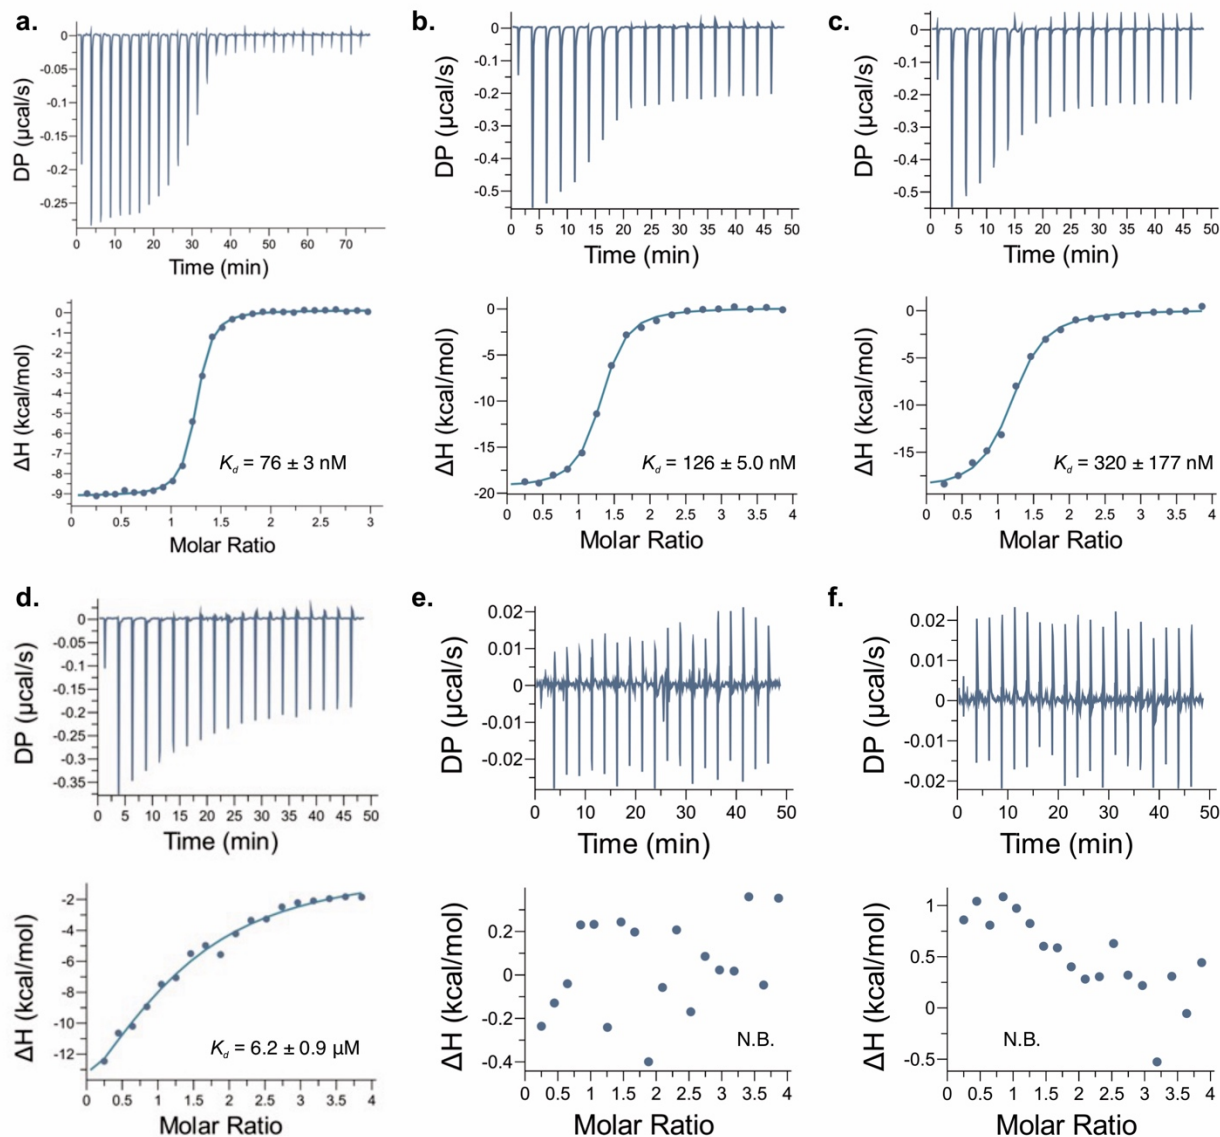 a.
DP (µcal/s)
0
-0.05
-0.1
-0.15
-0.2
-0.25
0 10 20 30 40 50 60 70
Time (min)
ΔH (kcal/mol)
0
-1
-2
-3
-4
-5
-6
-7
-8
-9
Kd = 76 ± 3 nM
0 0.5 1 1.5 2 2.5 3
Molar Ratio
b.
DP (µcal/s)
0
-0.1
-0.2
-0.3
-0.4
-0.5
0 5 10 15 20 25 30 35 40 45 50
Time (min)
ΔH (kcal/mol)
0
-5
-10
-15
-20
Kd = 126 ± 5.0 nM
0 0.5 1 1.5 2 2.5 3 3.5 4
Molar Ratio
c.
DP (µcal/s)
0
-0.1
-0.2
-0.3
-0.4
-0.5
0 5 10 15 20 25 30 35 40 45 50
Time (min)
ΔH (kcal/mol)
0
-5
-10
-15
Kd = 320 ± 177 nM
0 0.5 1 1.5 2 2.5 3 3.5 4
Molar Ratio
d.
DP (µcal/s)
0
-0.05
-0.1
-0.15
-0.2
-0.25
-0.3
-0.35
0 5 10 15 20 25 30 35 40 45 50
Time (min)
ΔH (kcal/mol)
-2
-4
-6
-8
-10
-12
Kd = 6.2 ± 0.9 µM
0 0.5 1 1.5 2 2.5 3 3.5 4
Molar Ratio
e.
DP (µcal/s)
0.02
0.01
0
-0.01
-0.02
0 10 20 30 40 50
Time (min)
ΔH (kcal/mol)
0.2
0
-0.2
-0.4
N.B.
0 0.5 1 1.5 2 2.5 3 3.5 4
Molar Ratio
f.
DP (µcal/s)
0.02
0.01
0
-0.01
-0.02
0 10 20 30 40 50
Time (min)
ΔH (kcal/mol)
1
0.5
0
-0.5
N.B.
0 0.5 1 1.5 2 2.5 3 3.5 4
Molar Ratio